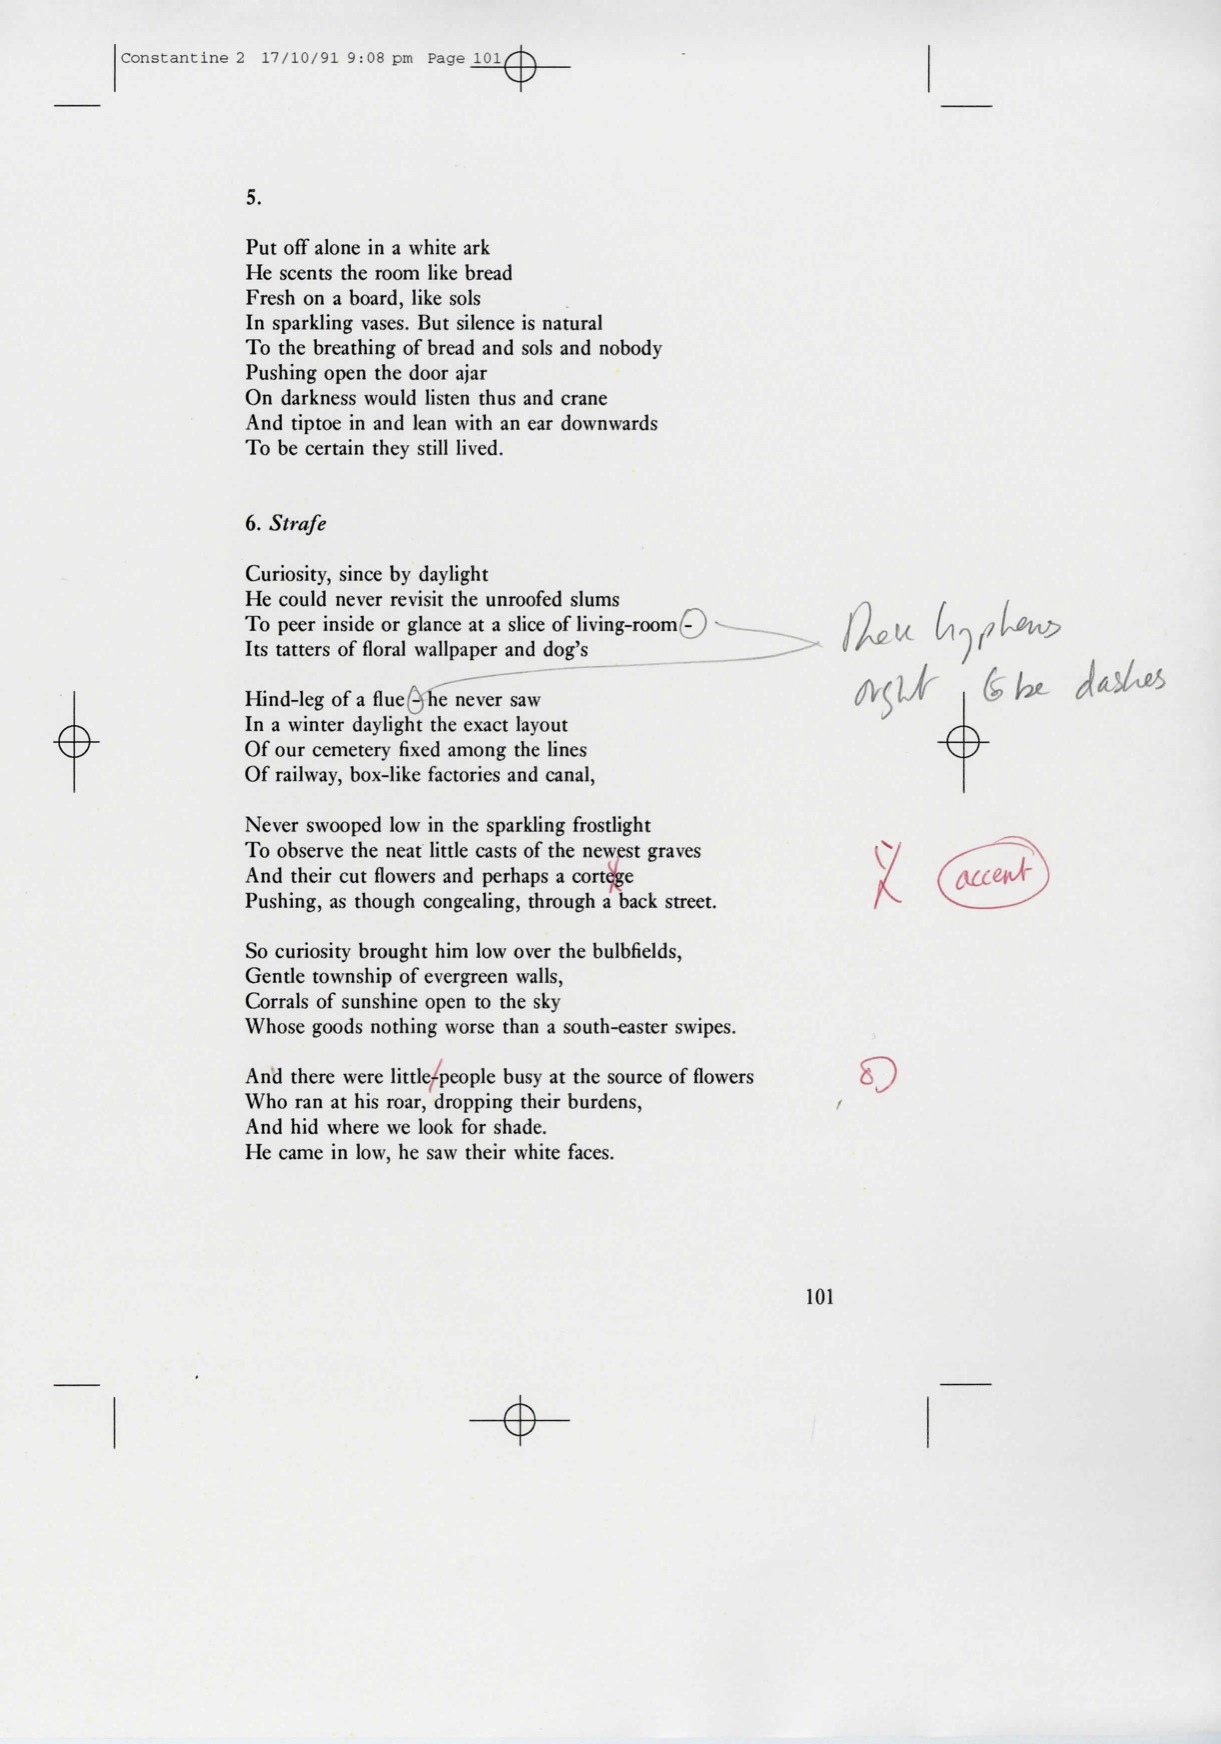 Constantine 2 17/10/91 9:08 pm Page 101
5.
Put off alone in a white ark
He scents the room like bread
Fresh on a board, like sols
In sparkling vases. But silence is natural
To the breathing of bread and sols and nobody
Pushing open the door ajar
On darkness would listen thus and crane
And tiptoe in and lean with an ear downwards
To be certain they still lived.
6. Strafe
Curiosity, since by daylight
He could never revisit the unroofed slums
To peer inside or glance at a slice of living-room -
Its tatters of floral wallpaper and dog's
These hyphens
ought to be dashes
Hind-leg of a flue - he never saw
In a winter daylight the exact layout
Of our cemetery fixed among the lines
Of railway, box-like factories and canal,
Never swooped low in the sparkling frostlight
To observe the neat little casts of the newest graves
And their cut flowers and perhaps a cortege
accent
Pushing, as though congealing, through a back street.
So curiosity brought him low over the bulbfields,
Gentle township of evergreen walls,
Corrals of sunshine open to the sky
Whose goods nothing worse than a south-easter swipes.
And there were little-people busy at the source of flowers
Who ran at his roar, dropping their burdens,
And hid where we look for shade.
He came in low, he saw their white faces.
101